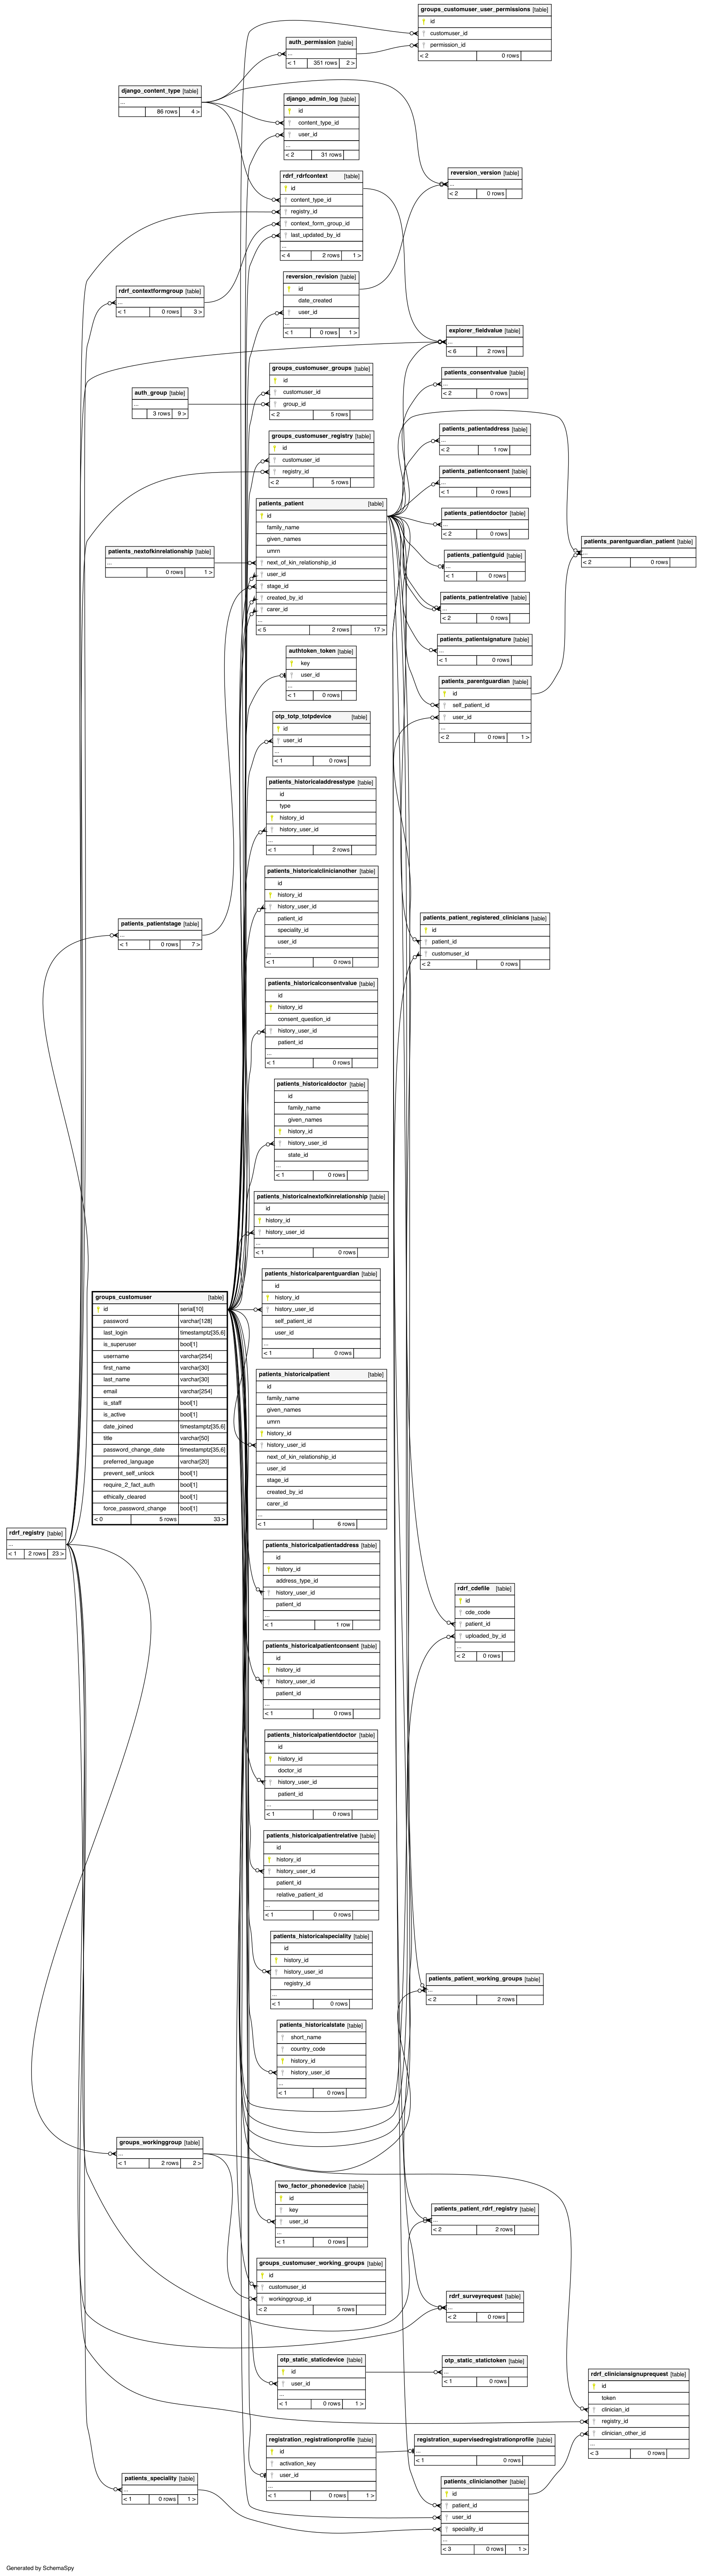 groups_customuser_user_permissions [table]
id
customuser_id
permission_id
< 2 0 rows
auth_permission [table]
...
< 1 351 rows 2 >
django_content_type [table]
...
86 rows 4 >
django_admin_log [table]
id
content_type_id
user_id
...
< 2 31 rows
reversion_version [table]
...
< 2 0 rows
rdrf_rdrfcontext [table]
id
content_type_id
registry_id
context_form_group_id
last_updated_by_id
...
< 4 2 rows 1 >
reversion_revision [table]
id
date_created
user_id
...
< 1 0 rows 1 >
rdrf_contextformgroup [table]
...
< 1 0 rows 3 >
explorer_fieldvalue [table]
...
< 6 2 rows
groups_customuser_groups [table]
id
customuser_id
group_id
< 2 5 rows
patients_consentvalue [table]
...
< 2 0 rows
auth_group [table]
...
3 rows 9 >
patients_patientaddress [table]
...
< 2 1 row
groups_customuser_registry [table]
id
customuser_id
registry_id
< 2 5 rows
patients_patientconsent [table]
...
< 1 0 rows
patients_patient [table]
id
family_name
given_names
umrn
next_of_kin_relationship_id
user_id
stage_id
created_by_id
carer_id
...
< 5 2 rows 17 >
patients_patientdoctor [table]
...
< 2 0 rows
patients_parentguardian_patient [table]
...
< 2 0 rows
patients_nextofkinrelationship [table]
...
0 rows 1 >
patients_patientguid [table]
...
< 1 0 rows
patients_patientrelative [table]
...
< 2 0 rows
patients_patientsignature [table]
...
< 1 0 rows
authtoken_token [table]
key
user_id
...
< 1 0 rows
patients_parentguardian [table]
id
self_patient_id
user_id
...
< 2 0 rows 1 >
otp_totp_totpdevice [table]
id
user_id
...
< 1 0 rows
patients_historicaladdresstype [table]
id
type
history_id
history_user_id
...
< 1 2 rows
patients_historicalclinicianother [table]
id
history_id
history_user_id
patient_id
speciality_id
user_id
...
< 1 0 rows
patients_patientstage [table]
...
< 1 0 rows 7 >
patients_patient_registered_clinicians [table]
id
patient_id
customuser_id
< 2 0 rows
patients_historicalconsentvalue [table]
id
history_id
consent_question_id
history_user_id
patient_id
...
< 1 0 rows
patients_historicaldoctor [table]
id
family_name
given_names
history_id
history_user_id
state_id
...
< 1 0 rows
patients_historicalnextofkinrelationship [table]
id
history_id
history_user_id
...
< 1 0 rows
patients_historicalparentguardian [table]
id
history_id
history_user_id
self_patient_id
user_id
...
< 1 0 rows
groups_customuser [table]
id serial[10]
password varchar[128]
last_login timestamptz[35,6]
is_superuser bool[1]
username varchar[254]
first_name varchar[30]
last_name varchar[30]
email varchar[254]
is_staff bool[1]
is_active bool[1]
date_joined timestamptz[35,6]
title varchar[50]
password_change_date timestamptz[35,6]
preferred_language varchar[20]
prevent_self_unlock bool[1]
require_2_fact_auth bool[1]
ethically_cleared bool[1]
force_password_change bool[1]
< 0 5 rows 33 >
patients_historicalpatient [table]
id
family_name
given_names
umrn
history_id
history_user_id
next_of_kin_relationship_id
user_id
stage_id
created_by_id
carer_id
...
< 1 6 rows
rdrf_registry [table]
...
< 1 2 rows 23 >
patients_historicalpatientaddress [table]
id
history_id
address_type_id
history_user_id
patient_id
...
< 1 1 row
rdrf_cdefile [table]
id
cde_code
patient_id
uploaded_by_id
...
< 2 0 rows
patients_historicalpatientconsent [table]
id
history_id
history_user_id
patient_id
...
< 1 0 rows
patients_historicalpatientdoctor [table]
id
history_id
doctor_id
history_user_id
patient_id
...
< 1 0 rows
patients_historicalpatientrelative [table]
id
history_id
history_user_id
patient_id
relative_patient_id
...
< 1 0 rows
patients_historicalspeciality [table]
id
history_id
history_user_id
registry_id
...
< 1 0 rows
patients_patient_working_groups [table]
...
< 2 2 rows
patients_historicalstate [table]
short_name
country_code
history_id
history_user_id
...
< 1 0 rows
groups_workinggroup [table]
...
< 1 2 rows 2 >
two_factor_phonedevice [table]
id
key
user_id
...
< 1 0 rows
patients_patient_rdrf_registry [table]
...
< 2 2 rows
groups_customuser_working_groups [table]
id
customuser_id
workinggroup_id
< 2 5 rows
rdrf_surveyrequest [table]
...
< 2 0 rows
otp_static_staticdevice [table]
id
user_id
...
< 1 0 rows 1 >
otp_static_statictoken [table]
...
< 1 0 rows
rdrf_cliniciansignuprequest [table]
id
token
clinician_id
registry_id
clinician_other_id
...
< 3 0 rows
registration_registrationprofile [table]
id
activation_key
user_id
...
< 1 0 rows 1 >
registration_supervisedregistrationprofile [table]
...
< 1 0 rows
patients_speciality [table]
...
< 1 0 rows 1 >
patients_clinicianother [table]
id
patient_id
user_id
speciality_id
...
< 3 0 rows 1 >
Generated by SchemaSpy